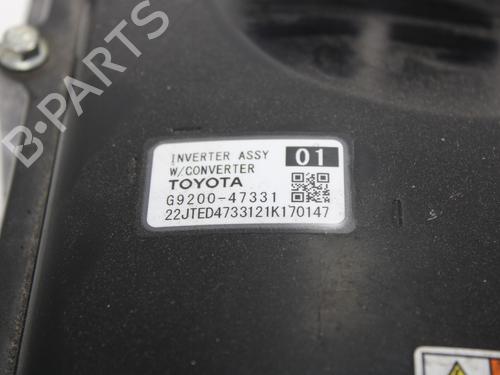 B-PARTS
INVERTER ASSY 01
W/CONVERTER
TOYOTA
G9200-47331
22JTED4733121K170147